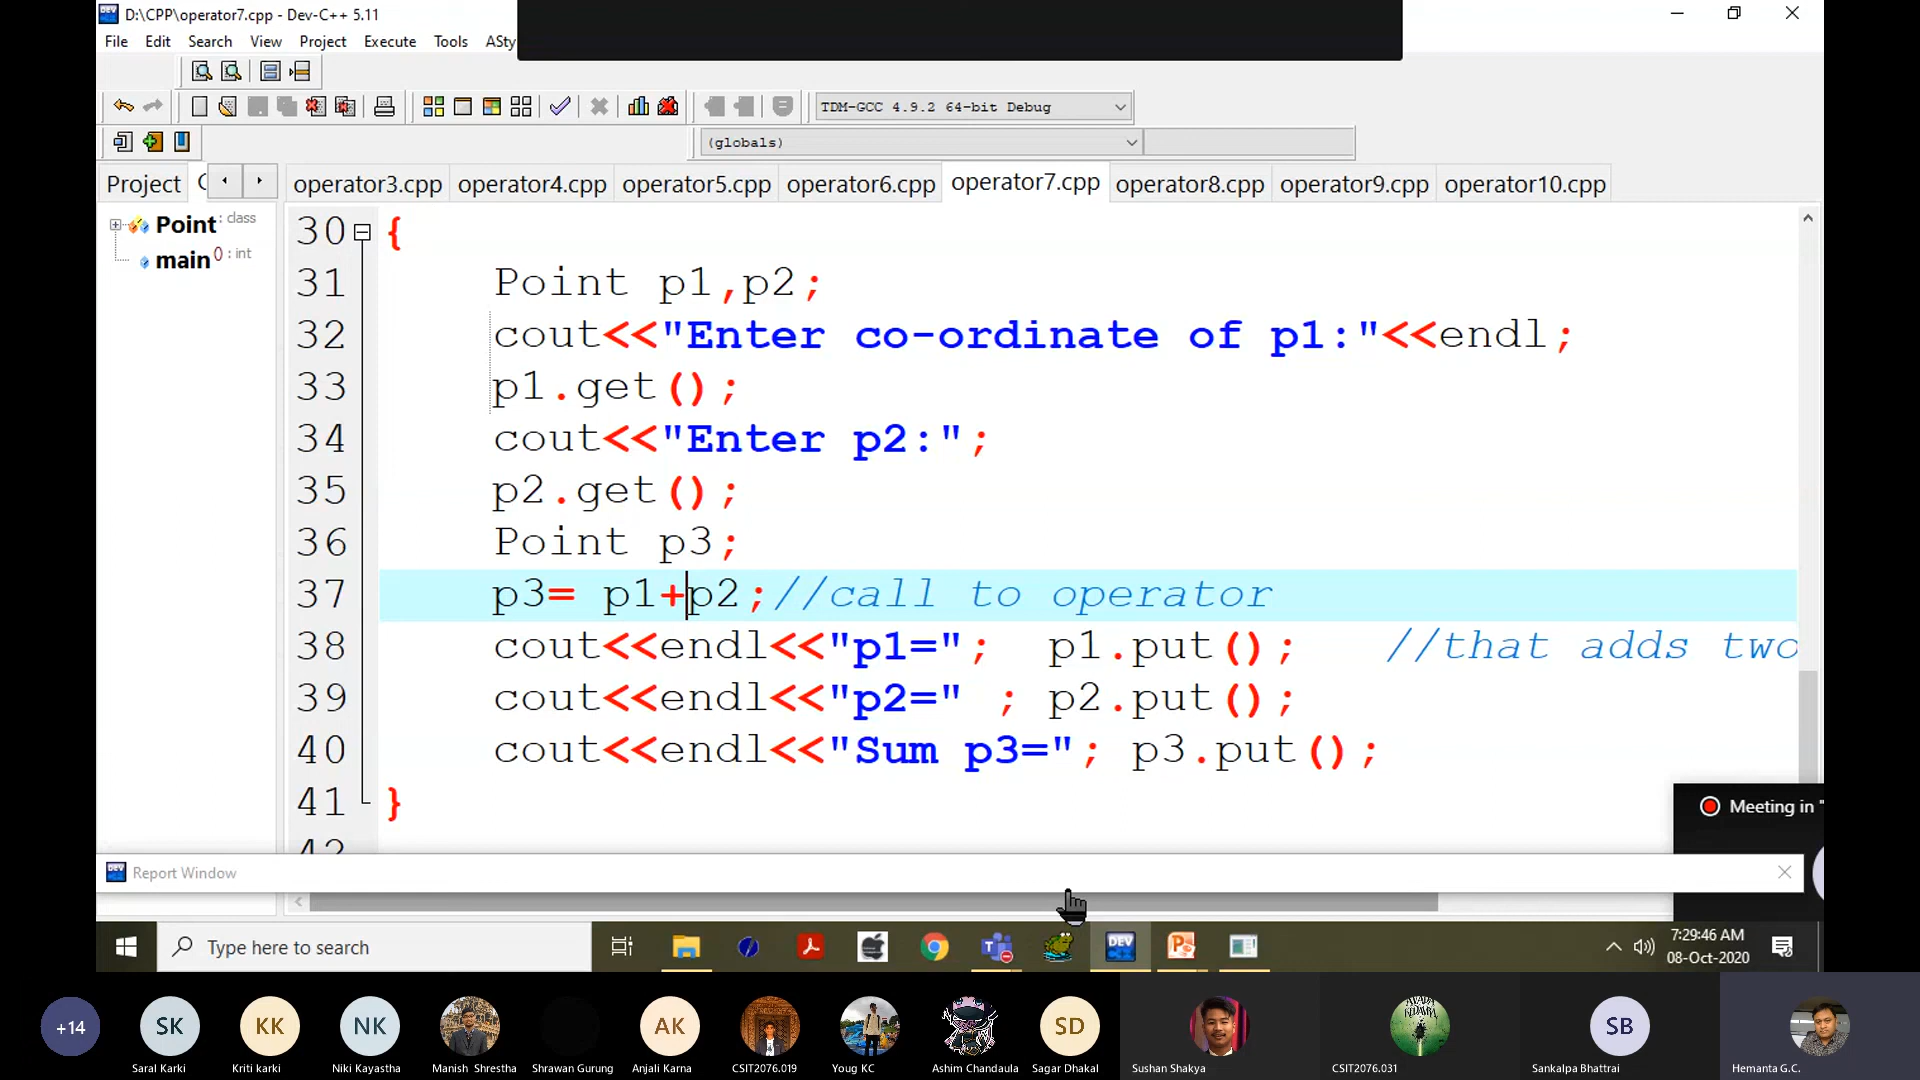 D:\CPP\operator7.cpp - Dev-C++ 5.11
File Edit Search View Project Execute Tools ASty
TDM-GCC 4.9.2 64-bit Debug
(globals)
Project operator3.cpp operator4.cpp operator5.cpp operator6.cpp operator7.cpp operator8.cpp operator9.cpp operator10.cpp
Point : class
main 0 : int
30 {
31 Point p1,p2;
32 cout<<"Enter co-ordinate of p1:"<<endl;
33 p1.get();
34 cout<<"Enter p2:";
35 p2.get();
36 Point p3;
37 p3= p1+p2;//call to operator
38 cout<<endl<<"p1="; p1.put(); //that adds two
39 cout<<endl<<"p2=" ; p2.put();
40 cout<<endl<<"Sum p3="; p3.put();
41 }
42
Meeting in "
DEV Report Window
Type here to search
DEV
7:29:46 AM
08-Oct-2020
+14 SK KK NK AK SD SB
Saral Karki Kriti karki Niki Kayastha Manish Shrestha Shrawan Gurung Anjali Karna CSIT2076.019 Youg KC Ashim Chandaula Sagar Dhakal Sushan Shakya CSIT2076.031 Sankalpa Bhattrai Hemanta G.C.